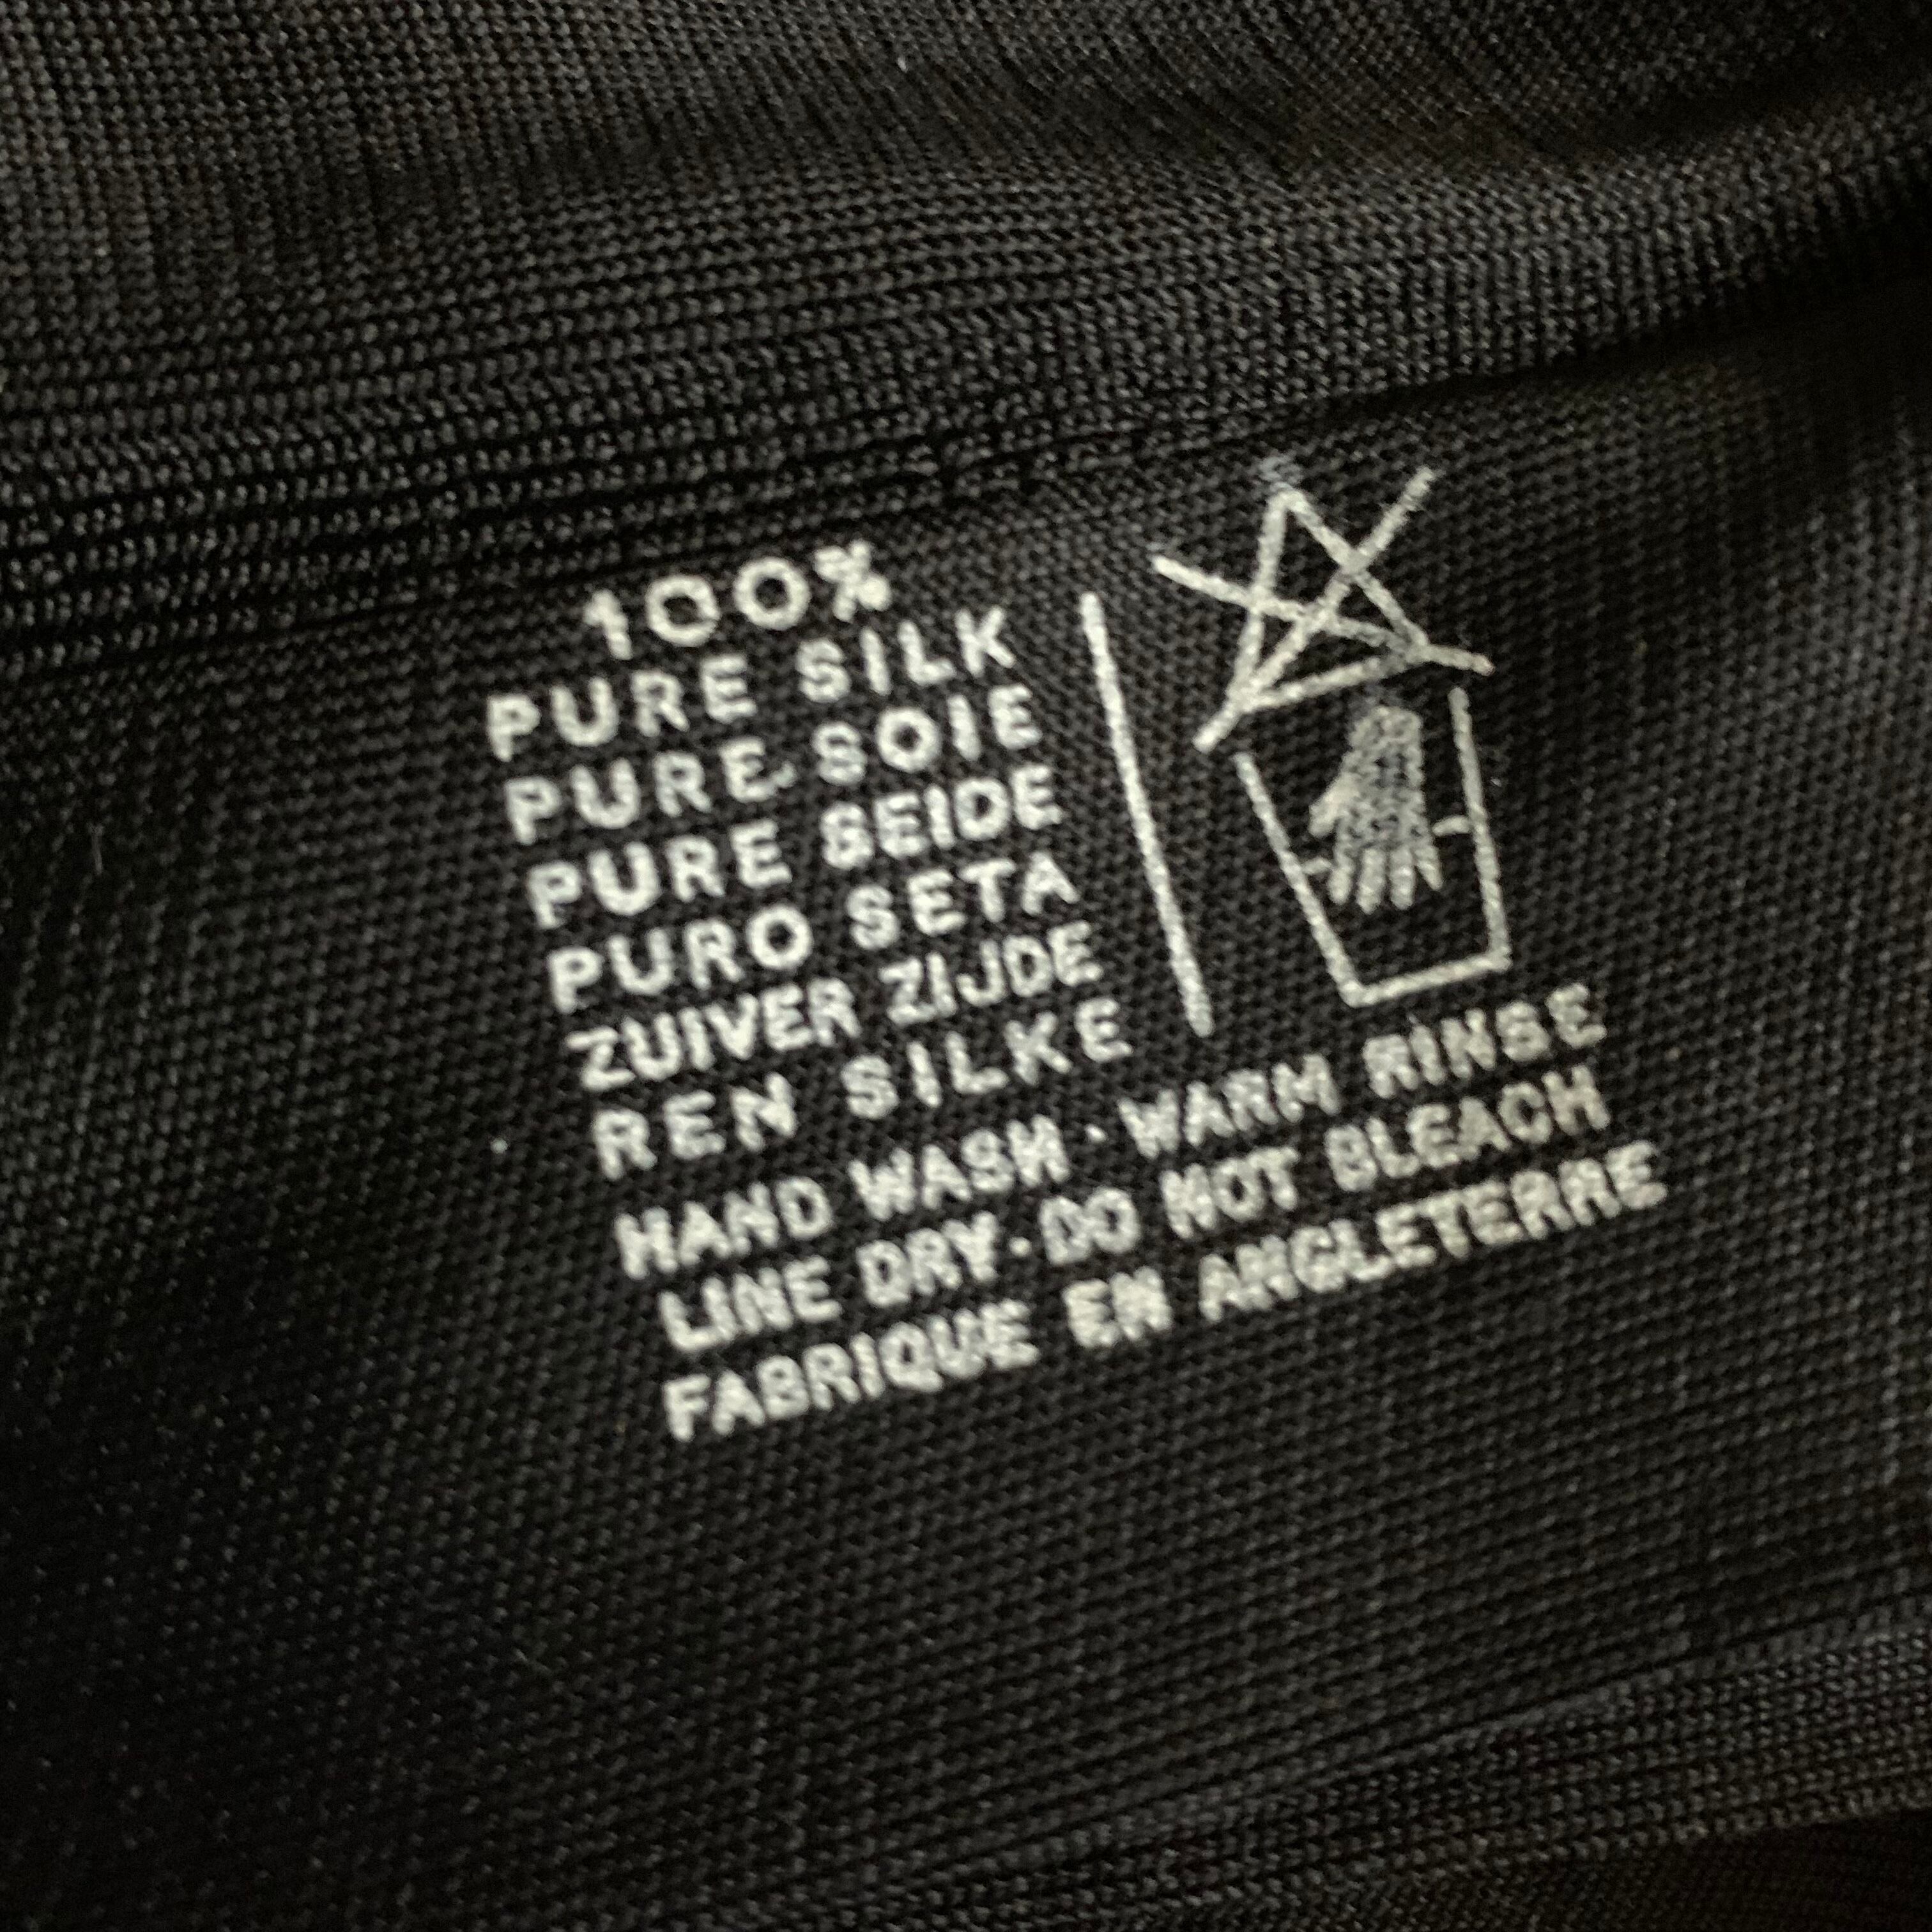 100%
PURE SILK
PURE SOIE
PURE SEIDE
PURO SETA
ZUIVER ZIJDE
REN SILKE
HAND WASH · WARM RINSE
LINE DRY · DO NOT BLEACH
FABRIQUE EN ANGLETERRE